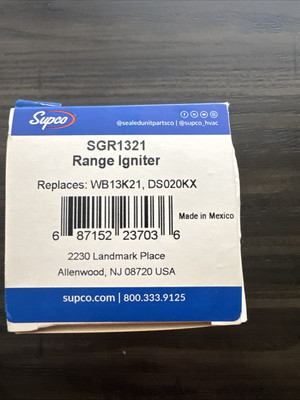 Supco
@sealedunitpartsco | @supco_hvac
SGR1321
Range Igniter
Replaces: WB13K21, DS020KX
Made in Mexico
6 87152 23703 6
2230 Landmark Place
Allenwood, NJ 08720 USA
supco.com | 800.333.9125